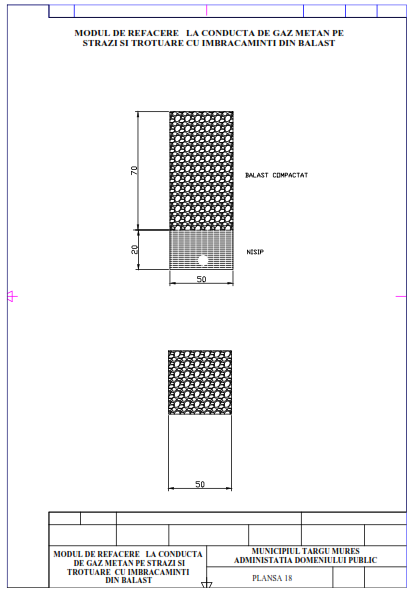 MODUL DE REFACERE LA CONDUCTA DE GAZ METAN PE
STRAZI SI TROTUARE CU IMBRACAMINTI DIN BALAST
70
BALAST COMPACTAT
20
NISIP
50
50
MODUL DE REFACERE LA CONDUCTA
DE GAZ METAN PE STRAZI SI
TROTUARE CU IMBRACAMINTI
DIN BALAST
MUNICIPIUL TARGU MURES
ADMINISTATIA DOMENIULUI PUBLIC
PLANSA 18